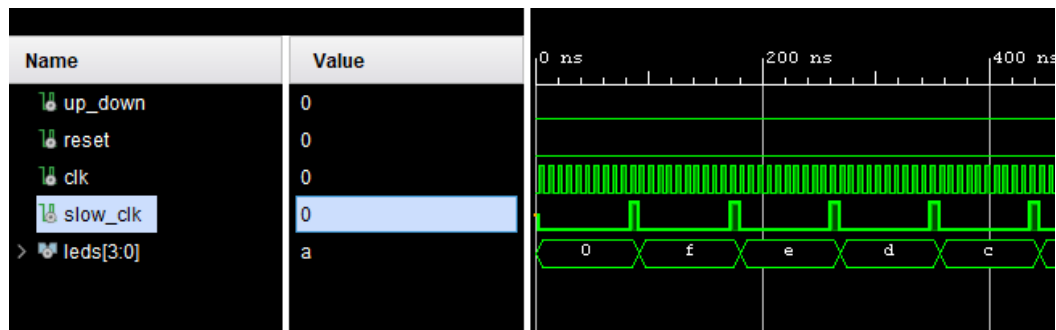 Name Value 0 ns 200 ns 400 ns
up_down 0
reset 0
clk 0
slow_clk 0
leds[3:0] a 0 f e d c